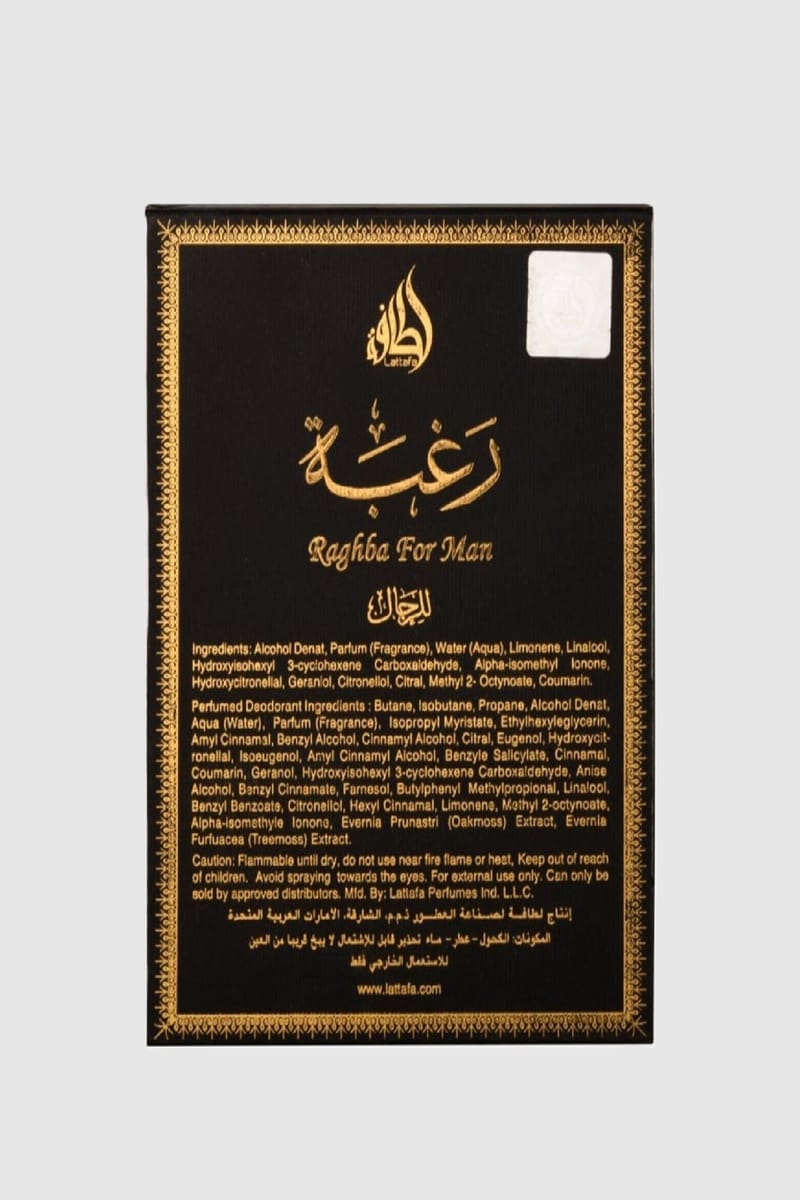 لطافة
Lattafa
رَغبَة
Raghba For Man
للرجال
Ingredients: Alcohol Denat, Parfum (Fragrance), Water (Aqua), Limonene, Linalool,
Hydroxyisohexyl 3-cyclohexene Carboxaldehyde, Alpha-isomethyl Ionone,
Hydroxycitronellal, Geraniol, Citronellol, Citral, Methyl 2- Octynoate, Coumarin.
Perfumed Deodorant Ingredients : Butane, Isobutane, Propane, Alcohol Denat,
Aqua (Water), Parfum (Fragrance), Isopropyl Myristate, Ethylhexyleglycerin,
Amyl Cinnamal, Benzyl Alcohol, Cinnamyl Alcohol, Citral, Eugenol, Hydroxycit-
ronellal, Isoeugenol, Amyl Cinnamyl Alcohol, Benzyle Salicylate, Cinnamal,
Coumarin, Geranol, Hydroxyisohexyl 3-cyclohexene Carboxaldehyde, Anise
Alcohol, Benzyl Cinnamate, Farnesol, Butylphenyl Methylpropional, Linalool,
Benzyl Benzoate, Citronellol, Hexyl Cinnamal, Limonene, Methyl 2-octynoate,
Alpha-isomethyle Ionone, Evernia Prunastri (Oakmoss) Extract, Evernia
Furfuacea (Treemoss) Extract.
Caution: Flammable until dry, do not use near fire flame or heat, Keep out of reach
of children. Avoid spraying towards the eyes. For external use only. Can only be
sold by approved distributors. Mfd. By: Lattafa Perfumes Ind. L.L.C.
إنتاج لطافة لصناعة العطور ذ.م.م. الشارقة، الأمارات العربية المتحدة
المكونات: الكحول - عطر- ماء تحذير قابل للإشتعال لا يبخ قريبا من العين
للاستعمال الخارجي فقط
www.lattafa.com